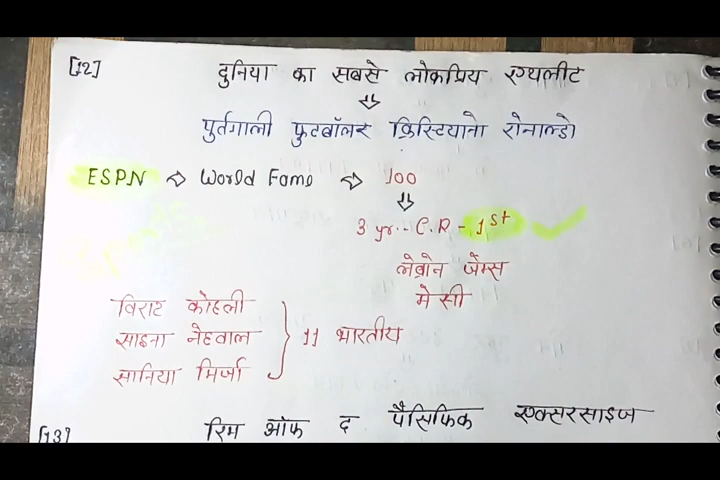 [12] दुनिया का सबसे लोकप्रिय एथलीट
⇓
पुर्तगाली फुटबॉलर क्रिस्टियानो रोनाल्डो
ESPN ⇒ World Fame ⇒ 100
⇓
3 yr. - C.R - 1st ✓
लेब्रोन जेम्स
मेसी
विराट कोहली
साइना नेहवाल } 11 भारतीय
सानिया मिर्जा
[13] रिम ऑफ द पैसिफिक एक्सरसाइज